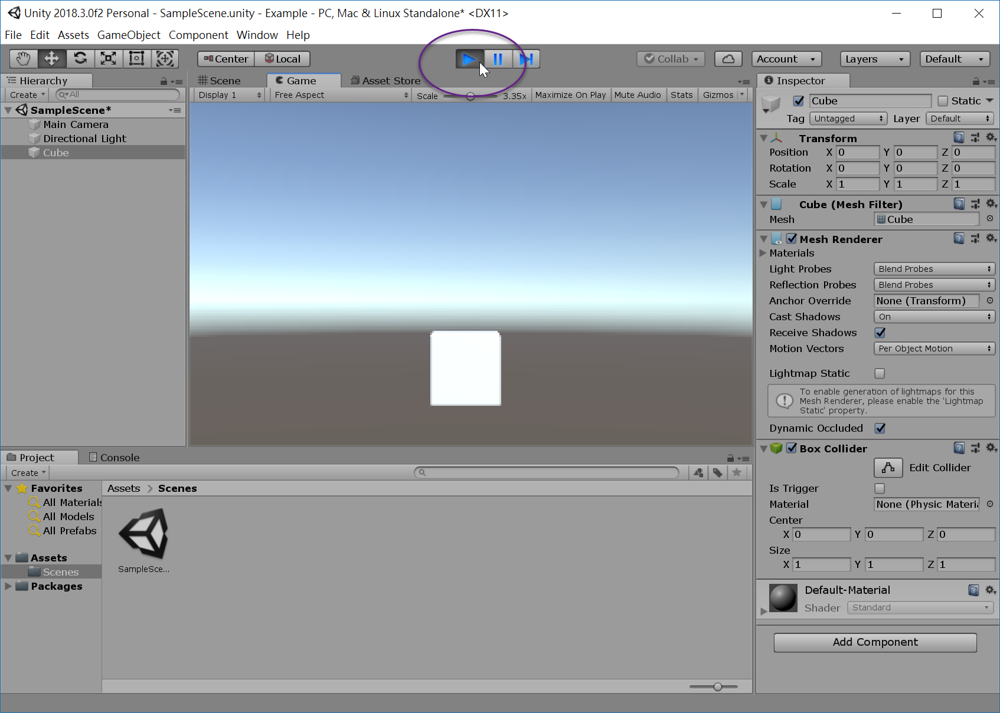 Unity 2018.3.0f2 Personal - SampleScene.unity - Example - PC, Mac & Linux Standalone* <DX11>
File Edit Assets GameObject Component Window Help
Center Local Collab Account Layers Default
Hierarchy
Create All
SampleScene*
Main Camera
Directional Light
Cube
Scene Game Asset Store
Display 1 Free Aspect Scale 3.35x Maximize On Play Mute Audio Stats Gizmos
Inspector
Cube Static
Tag Untagged Layer Default
Transform
Position X 0 Y 0 Z 0
Rotation X 0 Y 0 Z 0
Scale X 1 Y 1 Z 1
Cube (Mesh Filter)
Mesh Cube
Mesh Renderer
Materials
Light Probes Blend Probes
Reflection Probes Blend Probes
Anchor Override None (Transform)
Cast Shadows On
Receive Shadows
Motion Vectors Per Object Motion
Lightmap Static
To enable generation of lightmaps for this
Mesh Renderer, please enable the 'Lightmap
Static' property.
Dynamic Occluded
Box Collider
Edit Collider
Is Trigger
Material None (Physic Materia
Center
X 0 Y 0 Z 0
Size
X 1 Y 1 Z 1
Default-Material
Shader Standard
Add Component
Project Console
Create
Favorites
All Materials
All Models
All Prefabs
Assets
Scenes
Packages
Assets > Scenes
SampleSce...